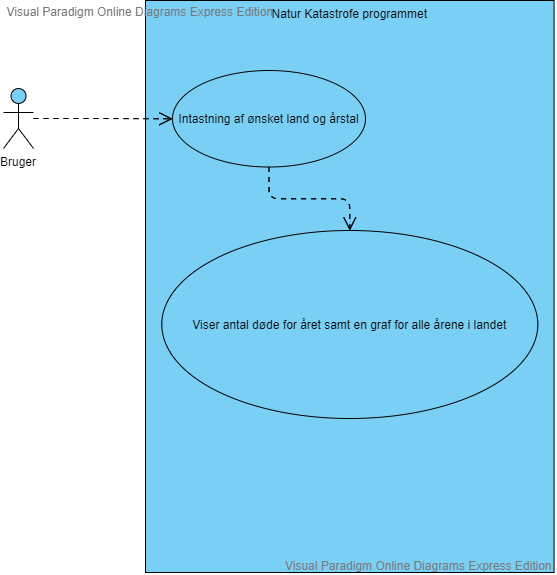 Visual Paradigm Online Diagrams Express Edition
Natur Katastrofe programmet
Intastning af ønsket land og årstal
Bruger
Viser antal døde for året samt en graf for alle årene i landet
Visual Paradigm Online Diagrams Express Edition